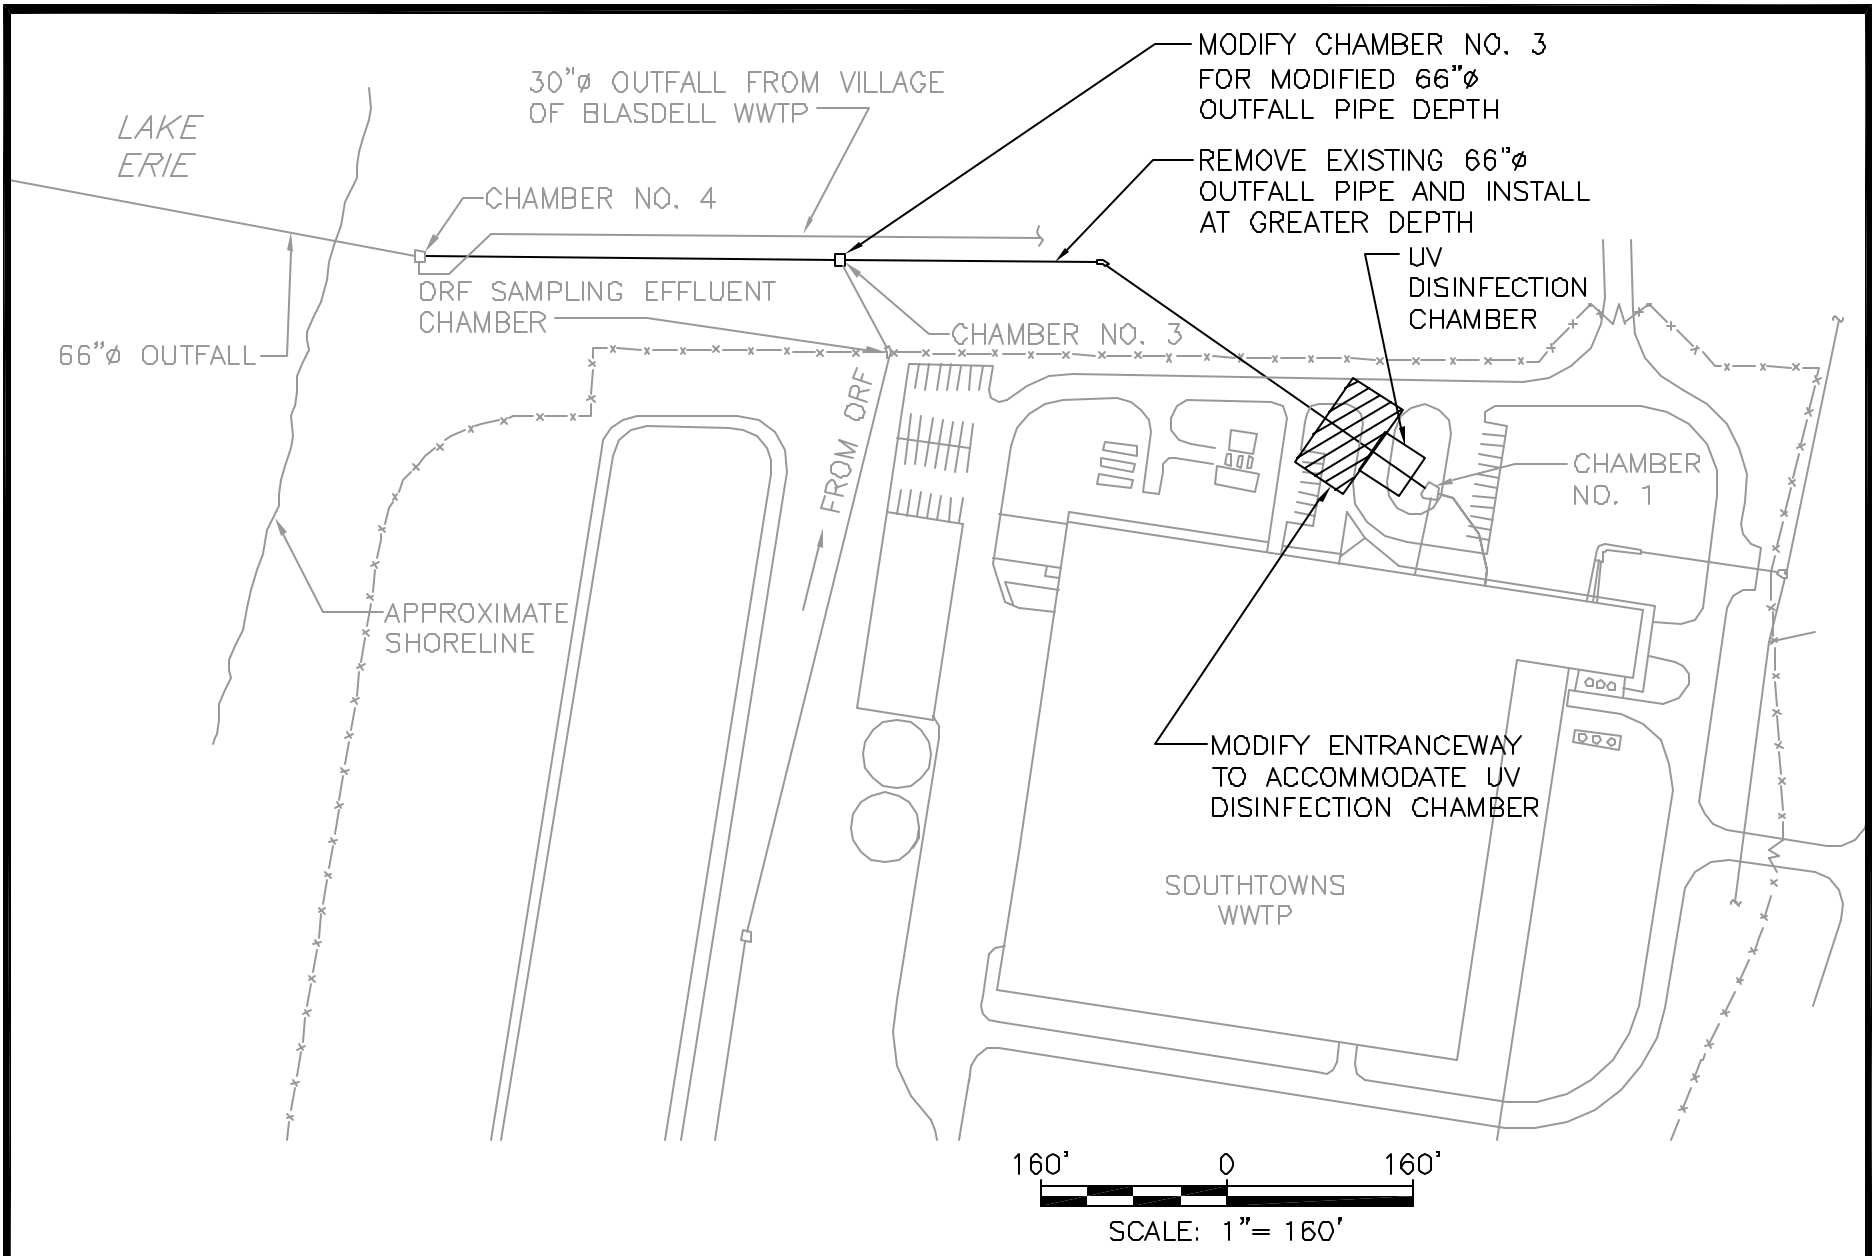 MODIFY CHAMBER NO. 3
FOR MODIFIED 66"ø
OUTFALL PIPE DEPTH
30"ø OUTFALL FROM VILLAGE
OF BLASDELL WWTP
LAKE
ERIE
REMOVE EXISTING 66"ø
OUTFALL PIPE AND INSTALL
AT GREATER DEPTH
CHAMBER NO. 4
UV
DISINFECTION
CHAMBER
ORF SAMPLING EFFLUENT
CHAMBER
CHAMBER NO. 3
66"ø OUTFALL
FROM ORF
CHAMBER
NO. 1
APPROXIMATE
SHORELINE
MODIFY ENTRANCEWAY
TO ACCOMMODATE UV
DISINFECTION CHAMBER
SOUTHTOWNS
WWTP
160' 0 160'
SCALE: 1"= 160'